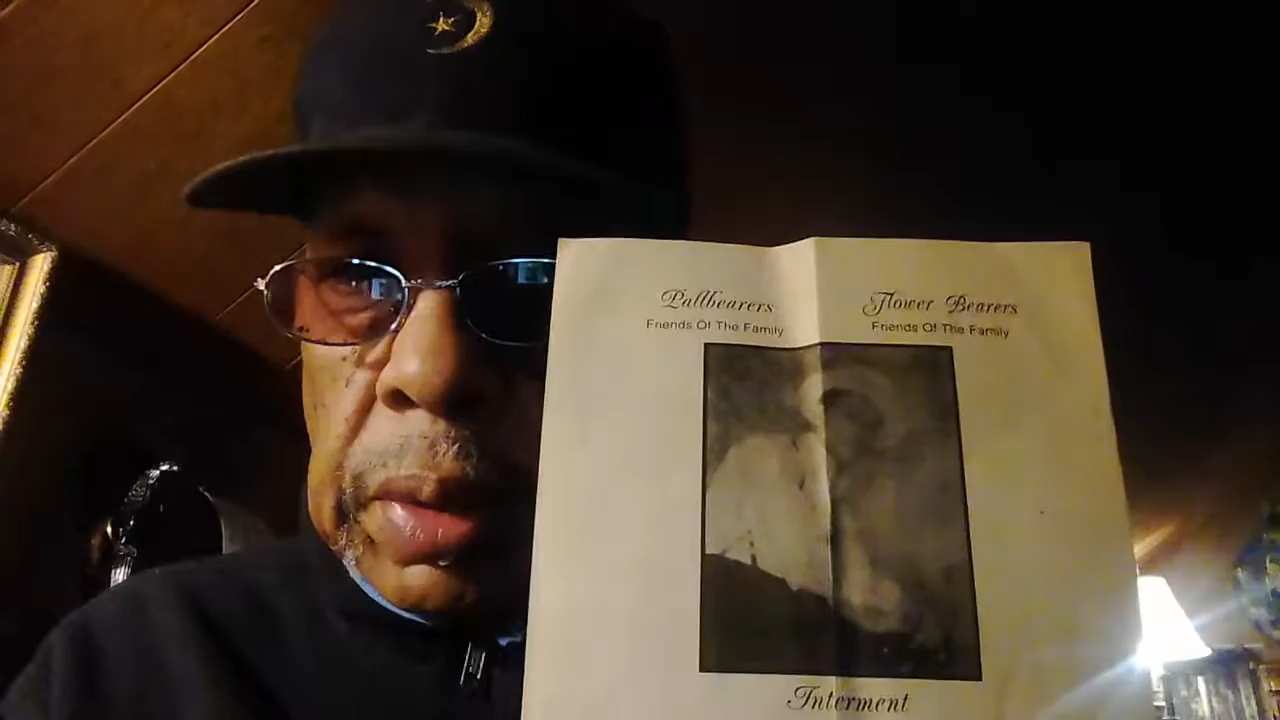 Pallbearers
Friends Of The Family
Flower Bearers
Friends Of The Family
Interment